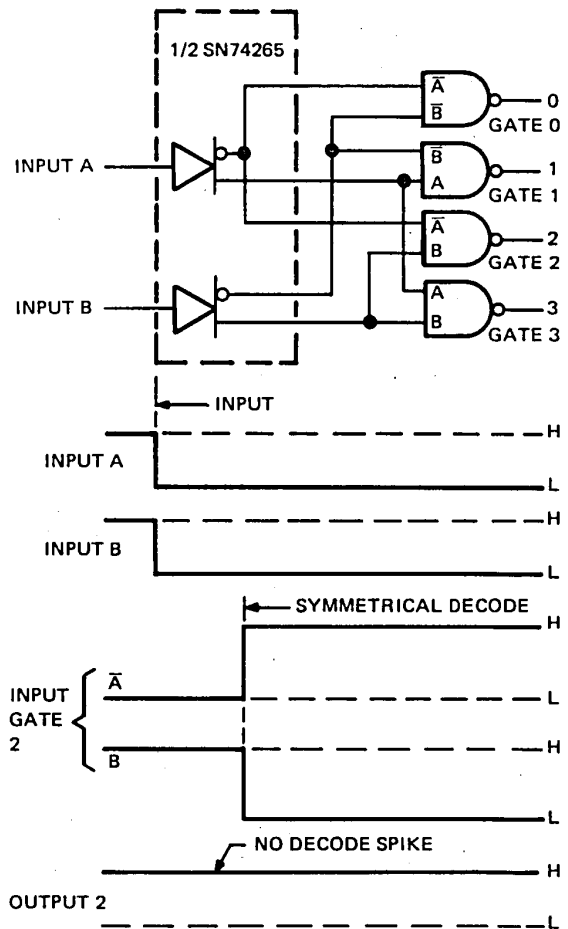 1/2 SN74265
A̅
B̅
0
GATE 0
INPUT A
B̅
A
1
GATE 1
A̅
B
2
GATE 2
INPUT B
A
B
3
GATE 3
INPUT
H
INPUT A
L
H
INPUT B
L
SYMMETRICAL DECODE
H
A̅
L
INPUT
GATE
2
H
B
L
NO DECODE SPIKE
H
OUTPUT 2
L